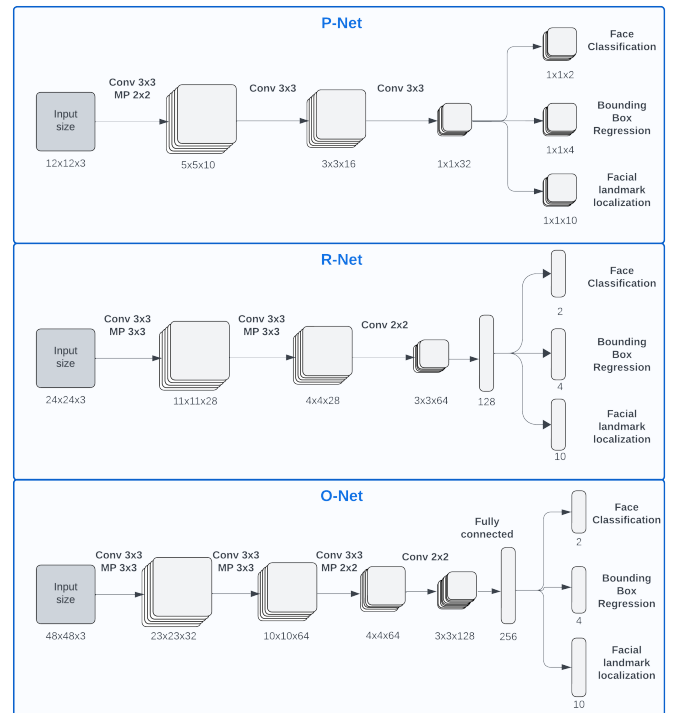 P-Net
Face
Classification
Conv 3x3
MP 2x2
Conv 3x3
Conv 3x3
1x1x2
Input
size
Bounding
Box
Regression
12x12x3
5x5x10
3x3x16
1x1x32
1x1x4
Facial
landmark
localization
1x1x10
R-Net
Face
Classification
2
Conv 3x3
MP 3x3
Conv 3x3
MP 3x3
Conv 2x2
Input
size
Bounding
Box
Regression
24x24x3
11x11x28
4x4x28
3x3x64
128
4
Facial
landmark
localization
10
O-Net
Face
Classification
Fully
connected
2
Conv 3x3
MP 3x3
Conv 3x3
MP 3x3
Conv 3x3
MP 2x2
Conv 2x2
Input
size
Bounding
Box
Regression
48x48x3
23x23x32
10x10x64
4x4x64
3x3x128
256
4
Facial
landmark
localization
10